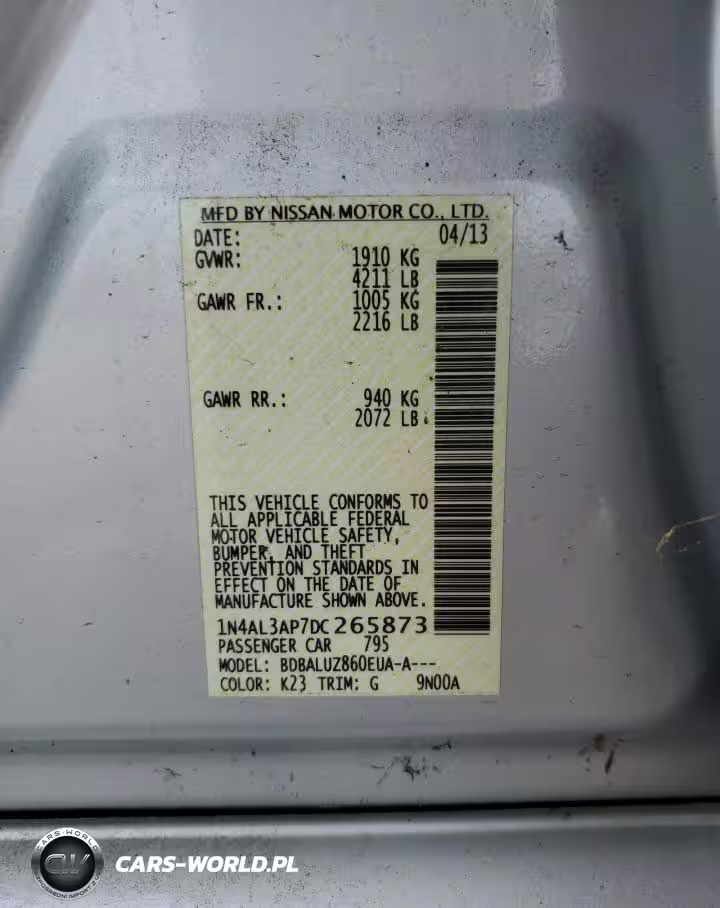 MFD BY NISSAN MOTOR CO., LTD.
DATE: 04/13
GVWR: 1910 KG
4211 LB
GAWR FR.: 1005 KG
2216 LB
GAWR RR.: 940 KG
2072 LB
THIS VEHICLE CONFORMS TO
ALL APPLICABLE FEDERAL
MOTOR VEHICLE SAFETY,
BUMPER, AND THEFT
PREVENTION STANDARDS IN
EFFECT ON THE DATE OF
MANUFACTURE SHOWN ABOVE.
1N4AL3AP7DC265873
PASSENGER CAR 795
MODEL: BDBALUZ860EUA-A---
COLOR: K23 TRIM: G 9N00A
CARS-WORLD
CW
CARS-WORLD.PL